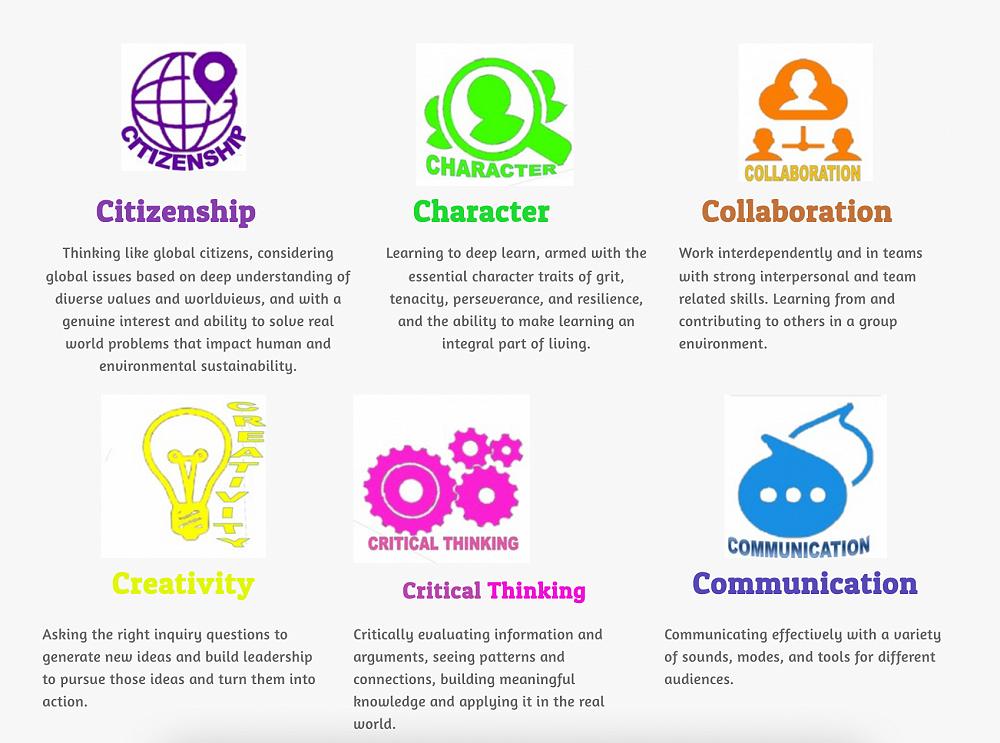 CITIZENSHIP
Citizenship
Thinking like global citizens, considering
global issues based on deep understanding of
diverse values and worldviews, and with a
genuine interest and ability to solve real
world problems that impact human and
environmental sustainability.
CHARACTER
Character
Learning to deep learn, armed with the
essential character traits of grit,
tenacity, perseverance, and resilience,
and the ability to make learning an
integral part of living.
COLLABORATION
Collaboration
Work interdependently and in teams
with strong interpersonal and team
related skills. Learning from and
contributing to others in a group
environment.
CREATIVITY
Creativity
Asking the right inquiry questions to
generate new ideas and build leadership
to pursue those ideas and turn them into
action.
CRITICAL THINKING
Critical Thinking
Critically evaluating information and
arguments, seeing patterns and
connections, building meaningful
knowledge and applying it in the real
world.
COMMUNICATION
Communication
Communicating effectively with a variety
of sounds, modes, and tools for different
audiences.